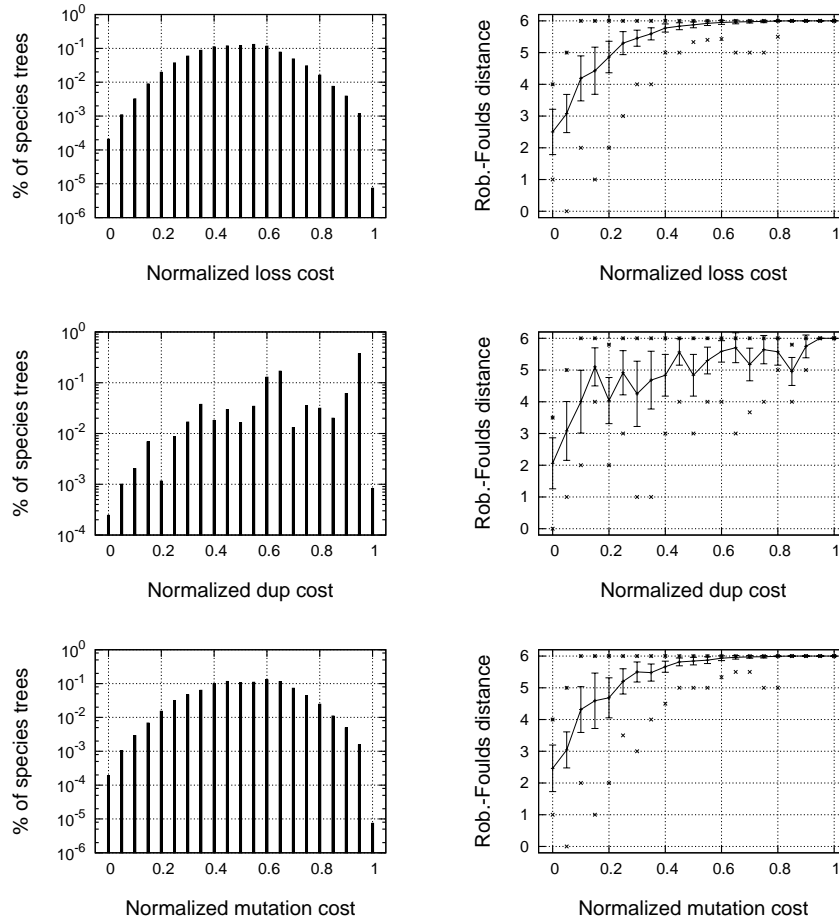 % of species trees
10^0
10^-1
10^-2
10^-3
10^-4
10^-5
10^-6
0 0.2 0.4 0.6 0.8 1
Normalized loss cost
Rob.-Foulds distance
6
5
4
3
2
1
0
0 0.2 0.4 0.6 0.8 1
Normalized loss cost
% of species trees
10^0
10^-1
10^-2
10^-3
10^-4
0 0.2 0.4 0.6 0.8 1
Normalized dup cost
Rob.-Foulds distance
6
5
4
3
2
1
0
0 0.2 0.4 0.6 0.8 1
Normalized dup cost
% of species trees
10^0
10^-1
10^-2
10^-3
10^-4
10^-5
10^-6
0 0.2 0.4 0.6 0.8 1
Normalized mutation cost
Rob.-Foulds distance
6
5
4
3
2
1
0
0 0.2 0.4 0.6 0.8 1
Normalized mutation cost